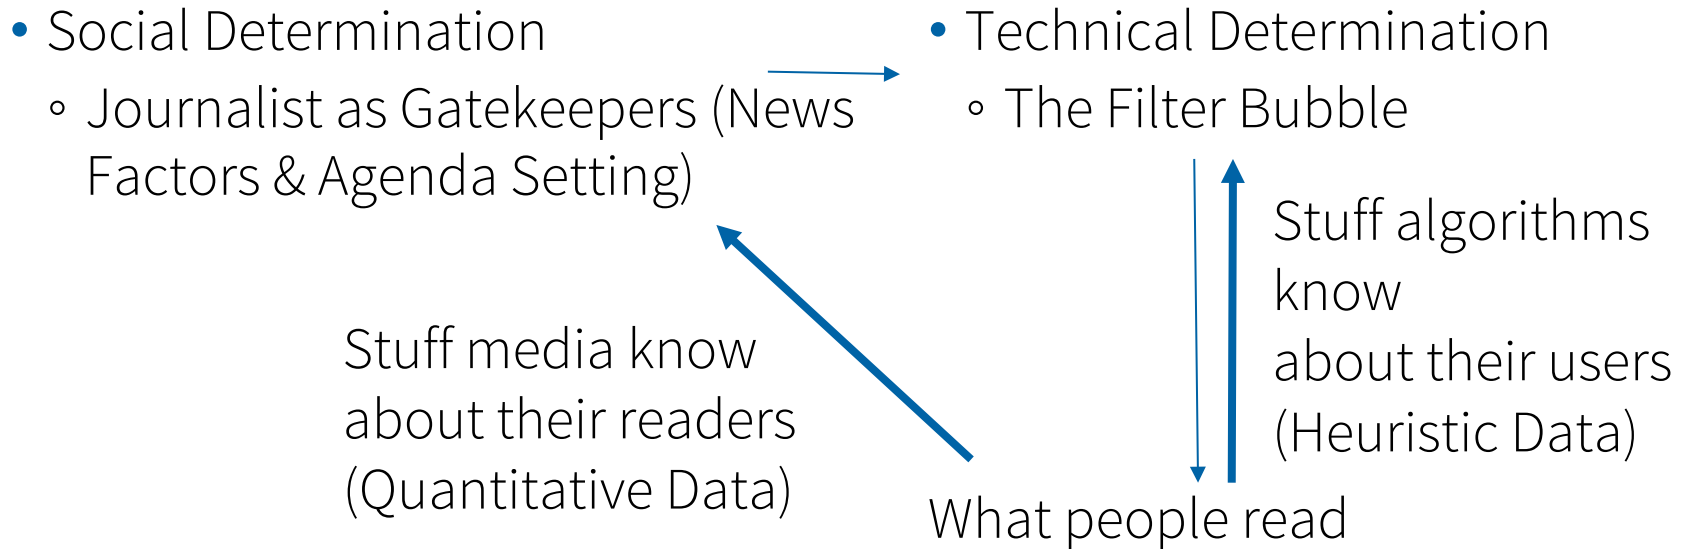 • Social Determination
◦ Journalist as Gatekeepers (News
Factors & Agenda Setting)
• Technical Determination
◦ The Filter Bubble
Stuff algorithms
know
about their users
(Heuristic Data)
Stuff media know
about their readers
(Quantitative Data)
What people read